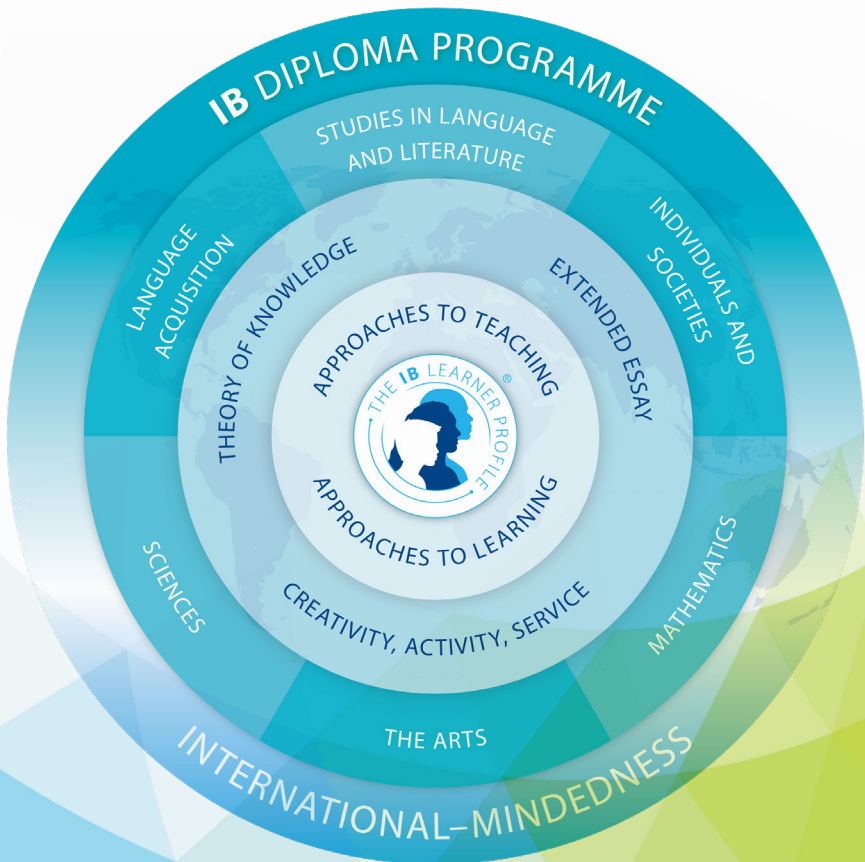 IB DIPLOMA PROGRAMME
STUDIES IN LANGUAGE
AND LITERATURE
LANGUAGE
ACQUISITION
INDIVIDUALS AND
SOCIETIES
THEORY OF KNOWLEDGE
EXTENDED ESSAY
APPROACHES TO TEACHING
THE IB LEARNER PROFILE
®
APPROACHES TO LEARNING
CREATIVITY, ACTIVITY, SERVICE
SCIENCES
MATHEMATICS
THE ARTS
INTERNATIONAL–MINDEDNESS